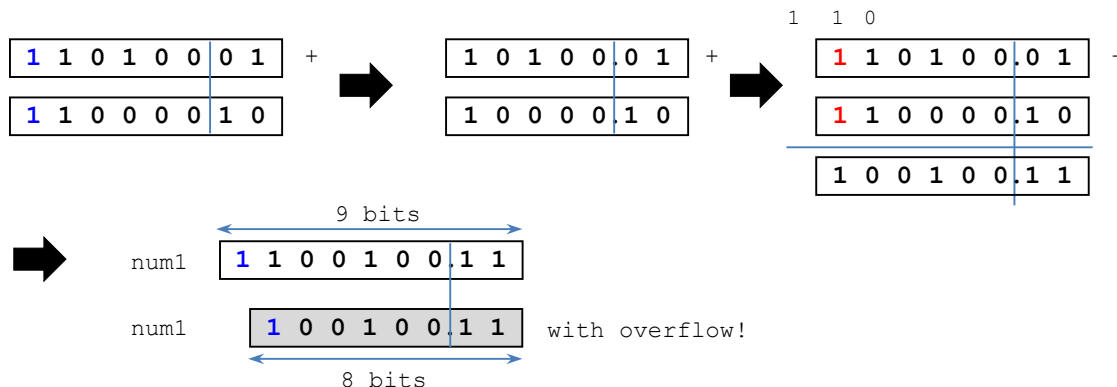 1 1 0
1 1 0 1 0 0 0 1 +
1 0 1 0 0.0 1 +
1 1 0 1 0 0.0 1
1 1 0 0 0 0 1 0
1 0 0 0 0.1 0
1 1 0 0 0 0.1 0
1 0 0 1 0 0.1 1
9 bits
num1 1 1 0 0 1 0 0.1 1
num1 1 0 0 1 0 0.1 1 with overflow!
8 bits